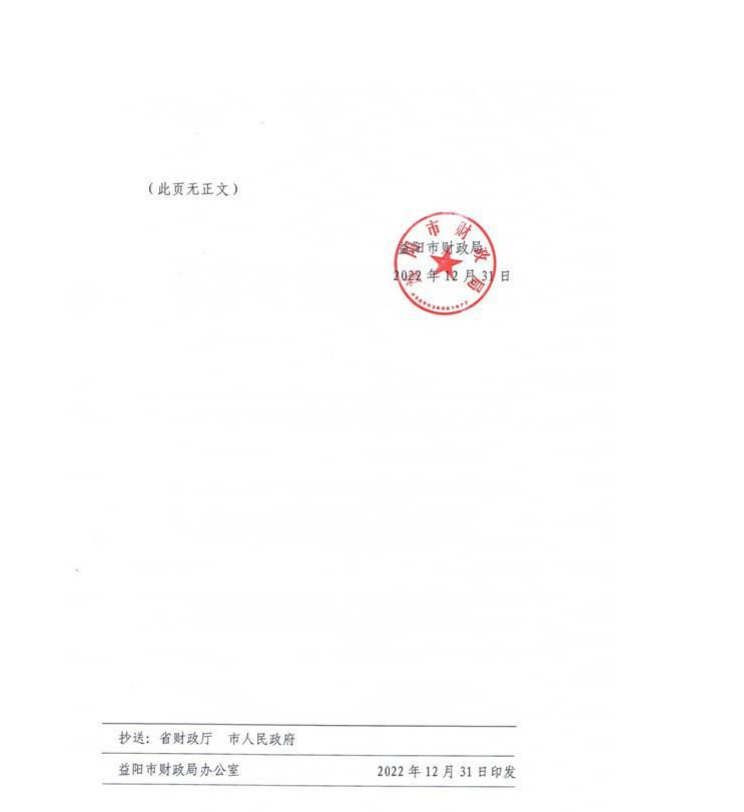 （此页无正文）
益阳市财政局
2022 年 12 月 31 日
抄送：省财政厅 市人民政府
益阳市财政局办公室 2022 年 12 月 31 日印发